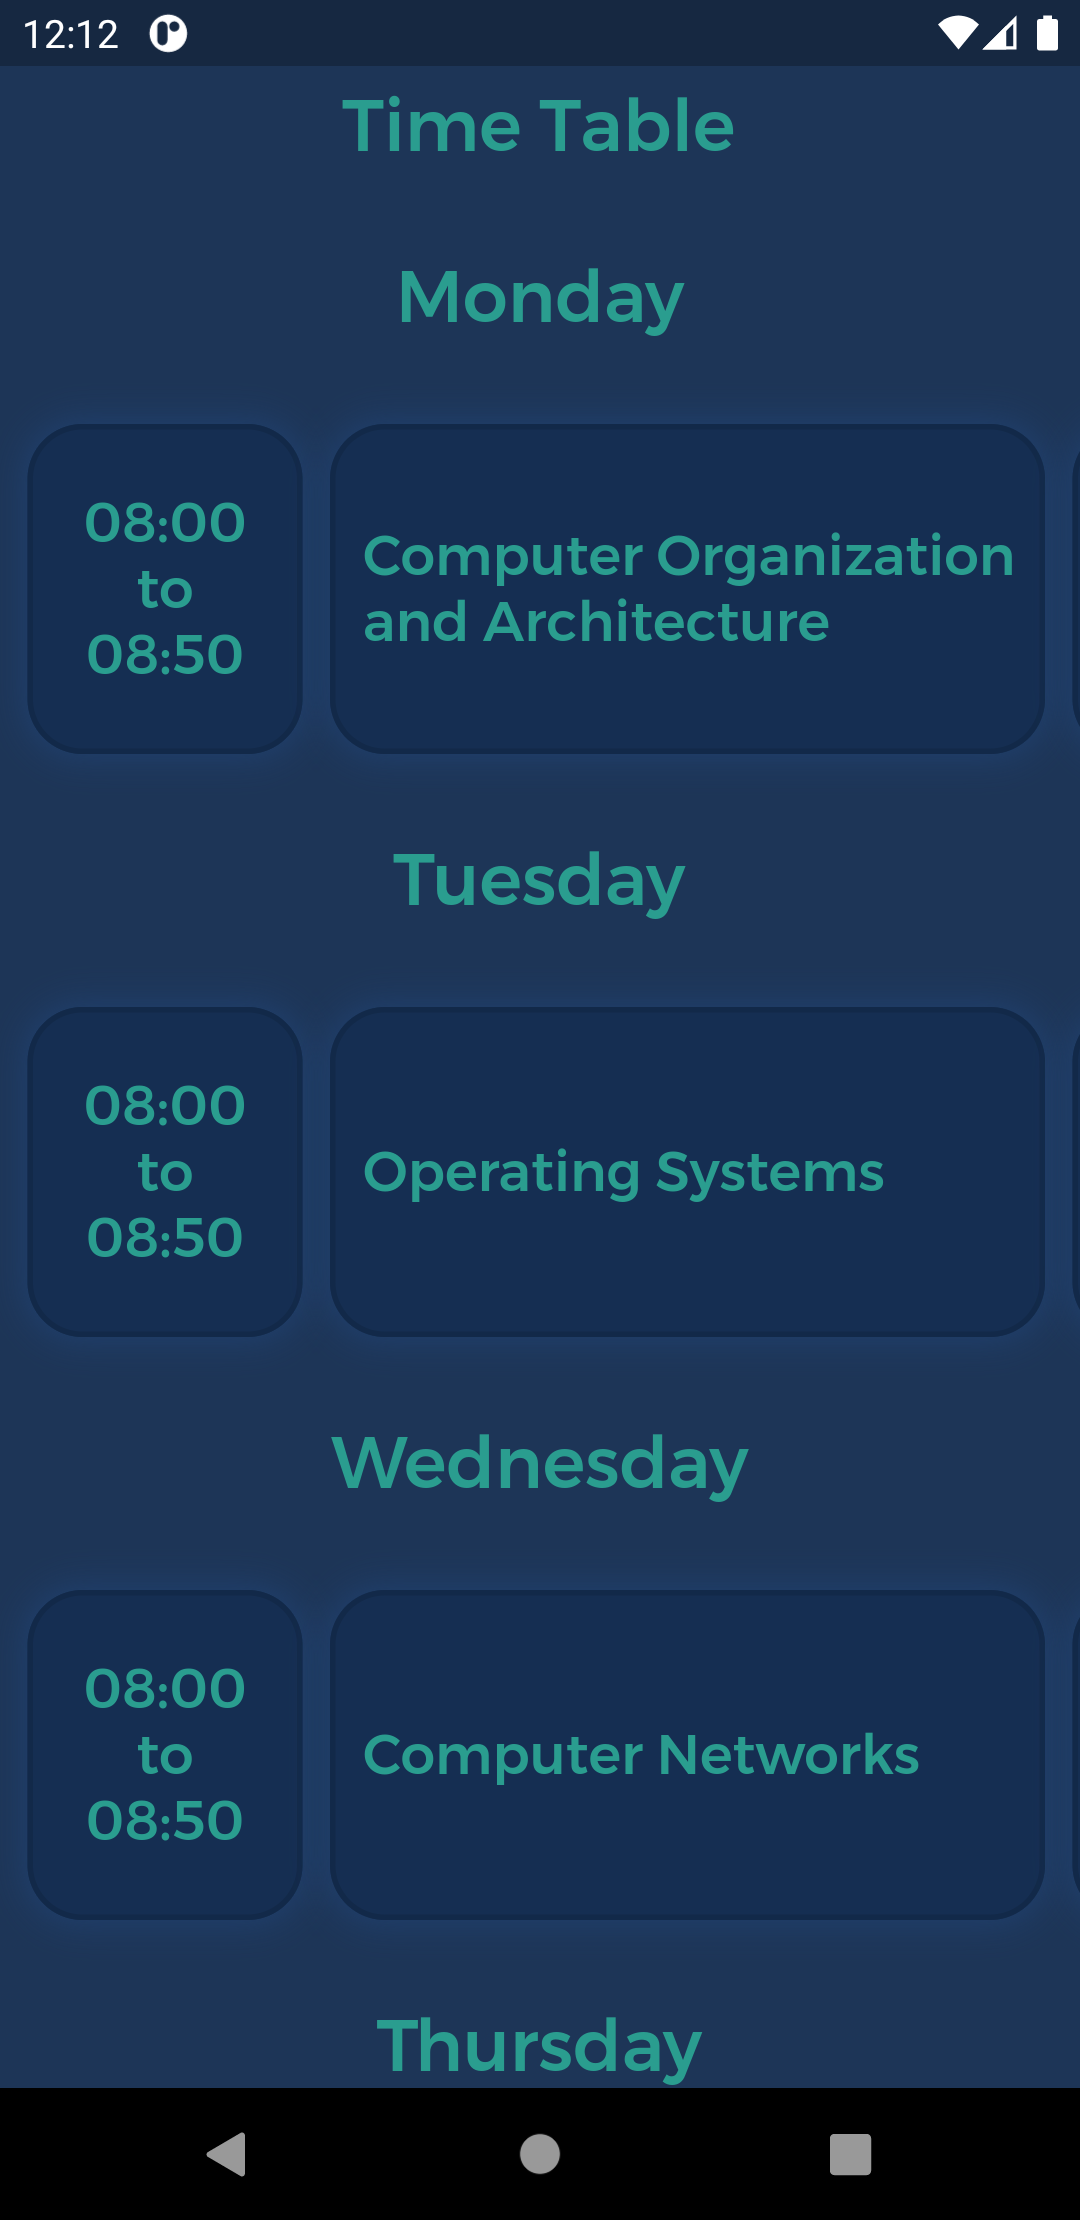 12:12
Time Table
Monday
08:00
to
08:50
Computer Organization
and Architecture
Tuesday
08:00
to
08:50
Operating Systems
Wednesday
08:00
to
08:50
Computer Networks
Thursday